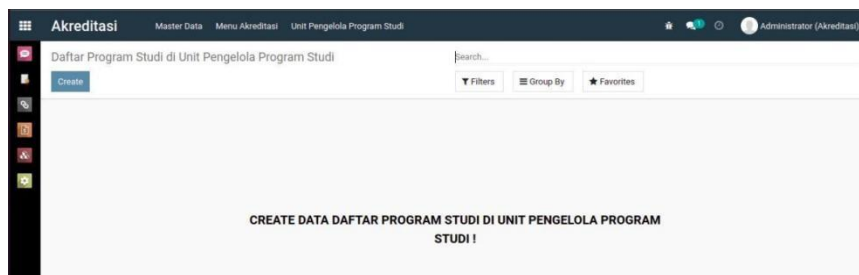 Akreditasi Master Data Menu Akreditasi Unit Pengelola Program Studi Administrator (Akreditasi)
Daftar Program Studi di Unit Pengelola Program Studi Search...
Create Filters Group By Favorites
CREATE DATA DAFTAR PROGRAM STUDI DI UNIT PENGELOLA PROGRAM
STUDI !